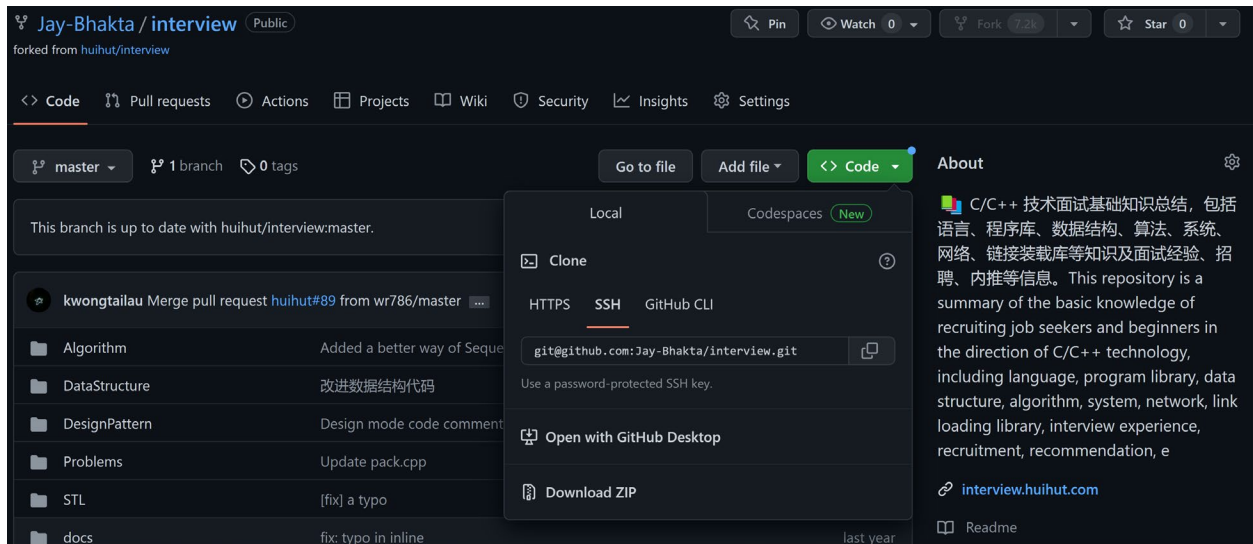 Jay-Bhakta / interview Public
Pin
Watch 0
Fork 7.2k
Star 0
forked from huihut/interview
Code
Pull requests
Actions
Projects
Wiki
Security
Insights
Settings
master
1 branch
0 tags
Go to file
Add file
Code
This branch is up to date with huihut/interview:master.
kwongtailau Merge pull request huihut#89 from wr786/master ...
Algorithm Added a better way of Seque
DataStructure 改进数据结构代码
DesignPattern Design mode code comment
Problems Update pack.cpp
STL [fix] a typo
docs fix: typo in inline last year
Local
Codespaces New
Clone
HTTPS SSH GitHub CLI
git@github.com:Jay-Bhakta/interview.git
Use a password-protected SSH key.
Open with GitHub Desktop
Download ZIP
About
C/C++ 技术面试基础知识总结，包括
语言、程序库、数据结构、算法、系统、
网络、链接装载库等知识及面试经验、招
聘、内推等信息。This repository is a
summary of the basic knowledge of
recruiting job seekers and beginners in
the direction of C/C++ technology,
including language, program library, data
structure, algorithm, system, network, link
loading library, interview experience,
recruitment, recommendation, e
interview.huihut.com
Readme